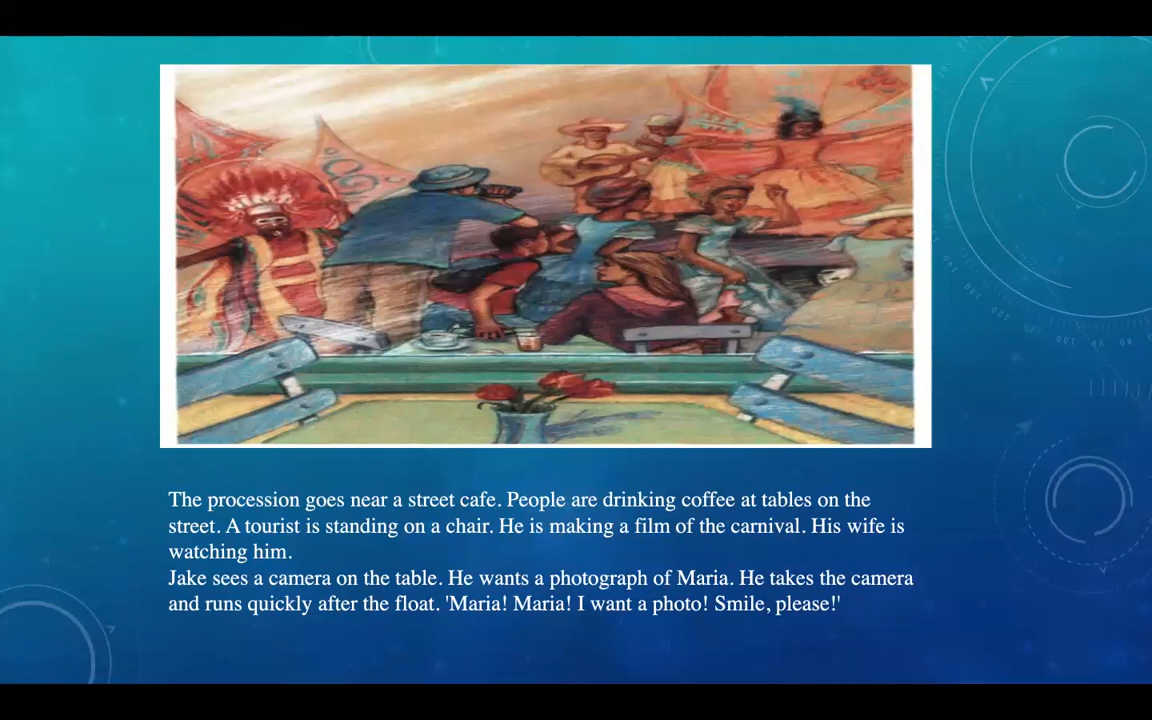 The procession goes near a street cafe. People are drinking coffee at tables on the
street. A tourist is standing on a chair. He is making a film of the carnival. His wife is
watching him.
Jake sees a camera on the table. He wants a photograph of Maria. He takes the camera
and runs quickly after the float. 'Maria! Maria! I want a photo! Smile, please!'